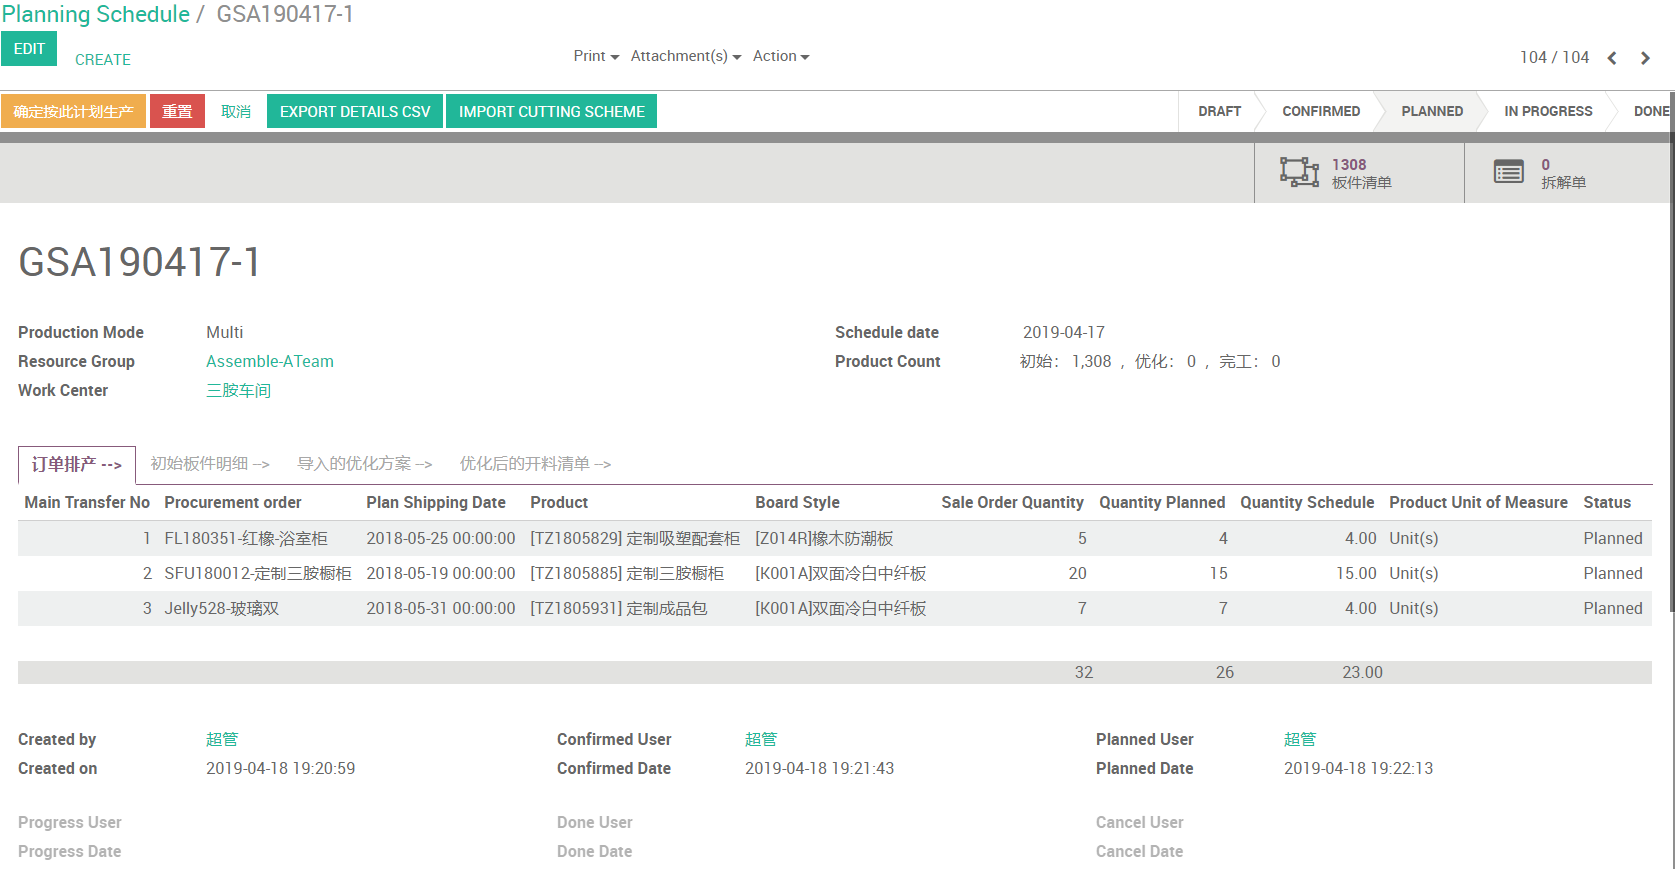 Planning Schedule / GSA190417-1
EDIT CREATE Print Attachment(s) Action 104 / 104
确定按此计划生产 重置 取消 EXPORT DETAILS CSV IMPORT CUTTING SCHEME DRAFT CONFIRMED PLANNED IN PROGRESS DONE
1308 板件清单 0 拆解单
GSA190417-1
Production Mode Multi Schedule date 2019-04-17
Resource Group Assemble-ATeam Product Count 初始： 1,308 ， 优化： 0 ， 完工： 0
Work Center 三胺车间
订单排产 --> 初始板件明细 --> 导入的优化方案 --> 优化后的开料清单 -->
Main Transfer No Procurement order Plan Shipping Date Product Board Style Sale Order Quantity Quantity Planned Quantity Schedule Product Unit of Measure Status
1 FL180351-红橡-浴室柜 2018-05-25 00:00:00 [TZ1805829] 定制吸塑配套柜 [Z014R]橡木防潮板 5 4 4.00 Unit(s) Planned
2 SFU180012-定制三胺橱柜 2018-05-19 00:00:00 [TZ1805885] 定制三胺橱柜 [K001A]双面冷白中纤板 20 15 15.00 Unit(s) Planned
3 Jelly528-玻璃双 2018-05-31 00:00:00 [TZ1805931] 定制成品包 [K001A]双面冷白中纤板 7 7 4.00 Unit(s) Planned
32 26 23.00
Created by 超管 Confirmed User 超管 Planned User 超管
Created on 2019-04-18 19:20:59 Confirmed Date 2019-04-18 19:21:43 Planned Date 2019-04-18 19:22:13
Progress User Done User Cancel User
Progress Date Done Date Cancel Date